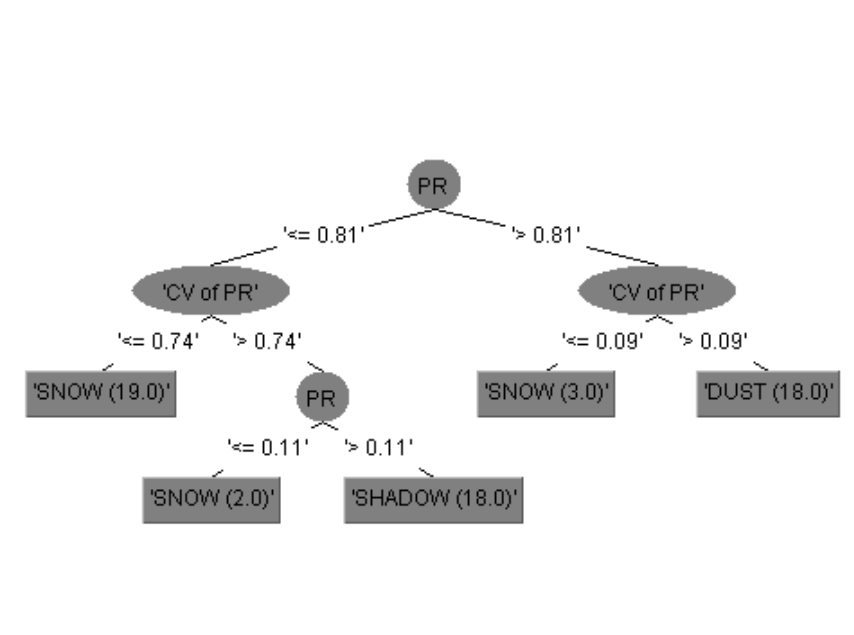 PR
'<= 0.81' '> 0.81'
'CV of PR' 'CV of PR'
'<= 0.74' '> 0.74' '<= 0.09' '> 0.09'
'SNOW (19.0)' PR 'SNOW (3.0)' 'DUST (18.0)'
'<= 0.11' '> 0.11'
'SNOW (2.0)' 'SHADOW (18.0)'